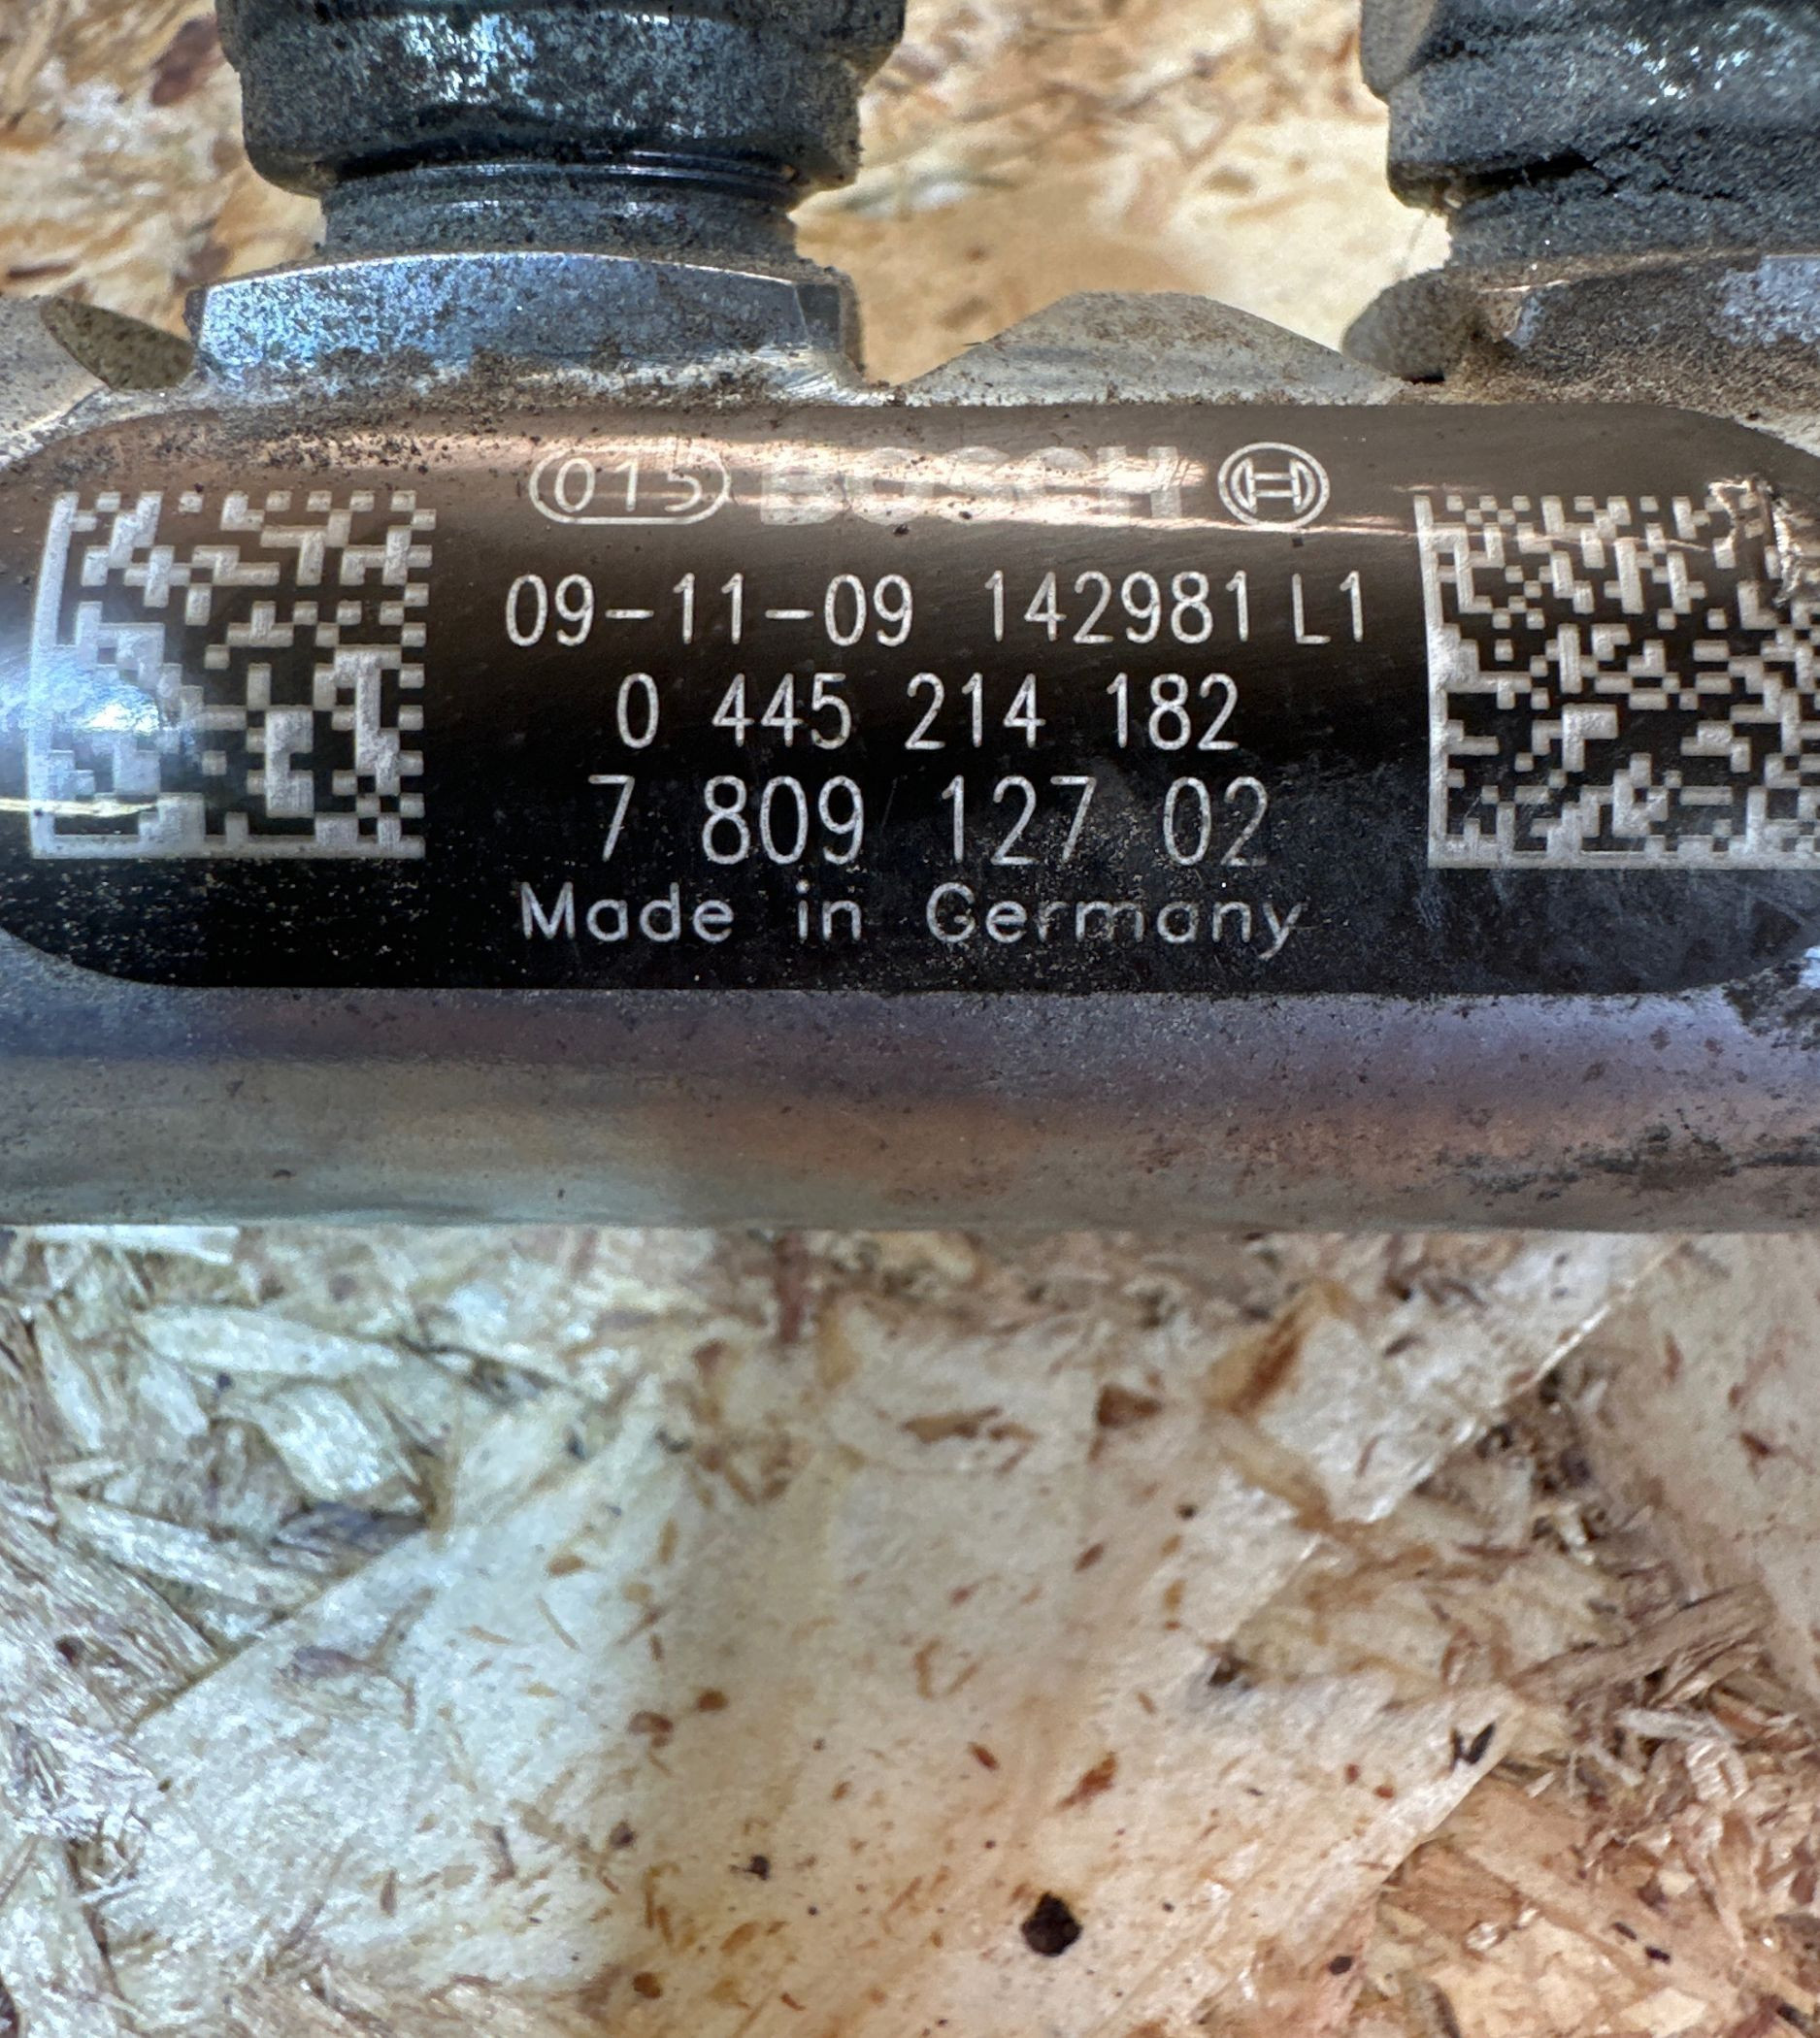 015 BOSCH
09-11-09 142981 L1
0 445 214 182
7 809 127 02
Made in Germany